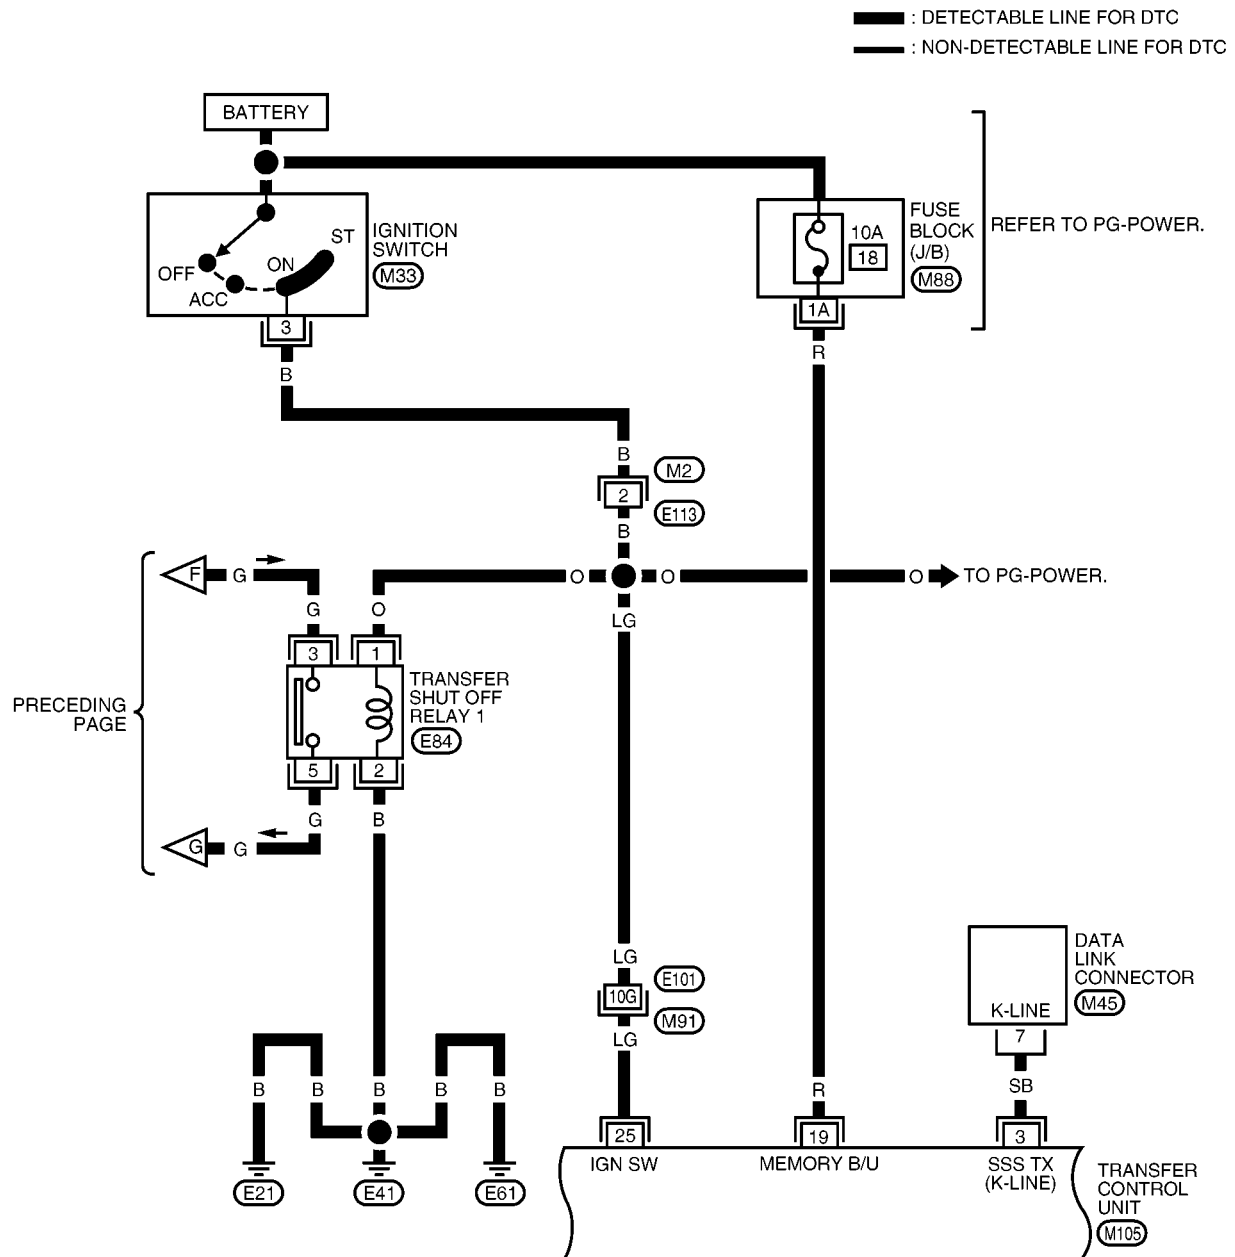 : DETECTABLE LINE FOR DTC
: NON-DETECTABLE LINE FOR DTC
BATTERY
IGNITION
SWITCH
M33
ST
ON
OFF
ACC
3
B
FUSE
BLOCK
(J/B)
M88
10A
18
1A
R
REFER TO PG-POWER.
B
M2
2
E113
B
F
G
G
O
O
O
O
TO PG-POWER.
LG
3
1
TRANSFER
SHUT OFF
RELAY 1
E84
PRECEDING
PAGE
5
2
G
B
G
G
LG
E101
10G
M91
LG
DATA
LINK
CONNECTOR
M45
K-LINE
7
SB
B
B
B
B
B
R
25
19
3
IGN SW
MEMORY B/U
SSS TX
(K-LINE)
TRANSFER
CONTROL
UNIT
M105
E21
E41
E61